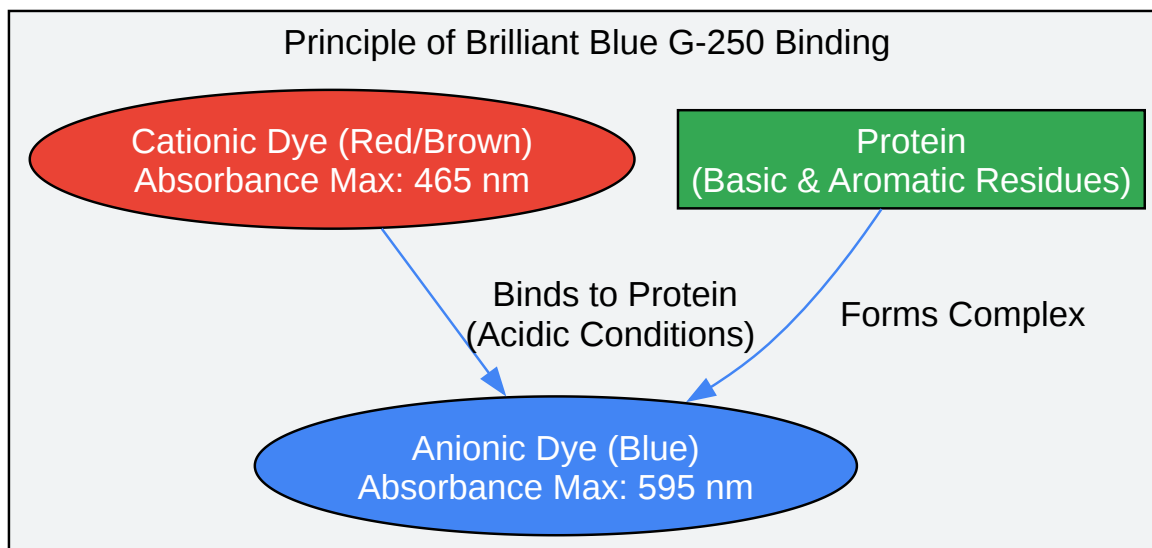 Principle of Brilliant Blue G-250 Binding
Cationic Dye (Red/Brown)
Absorbance Max: 465 nm
Protein
(Basic & Aromatic Residues)
Binds to Protein
(Acidic Conditions)
Forms Complex
Anionic Dye (Blue)
Absorbance Max: 595 nm